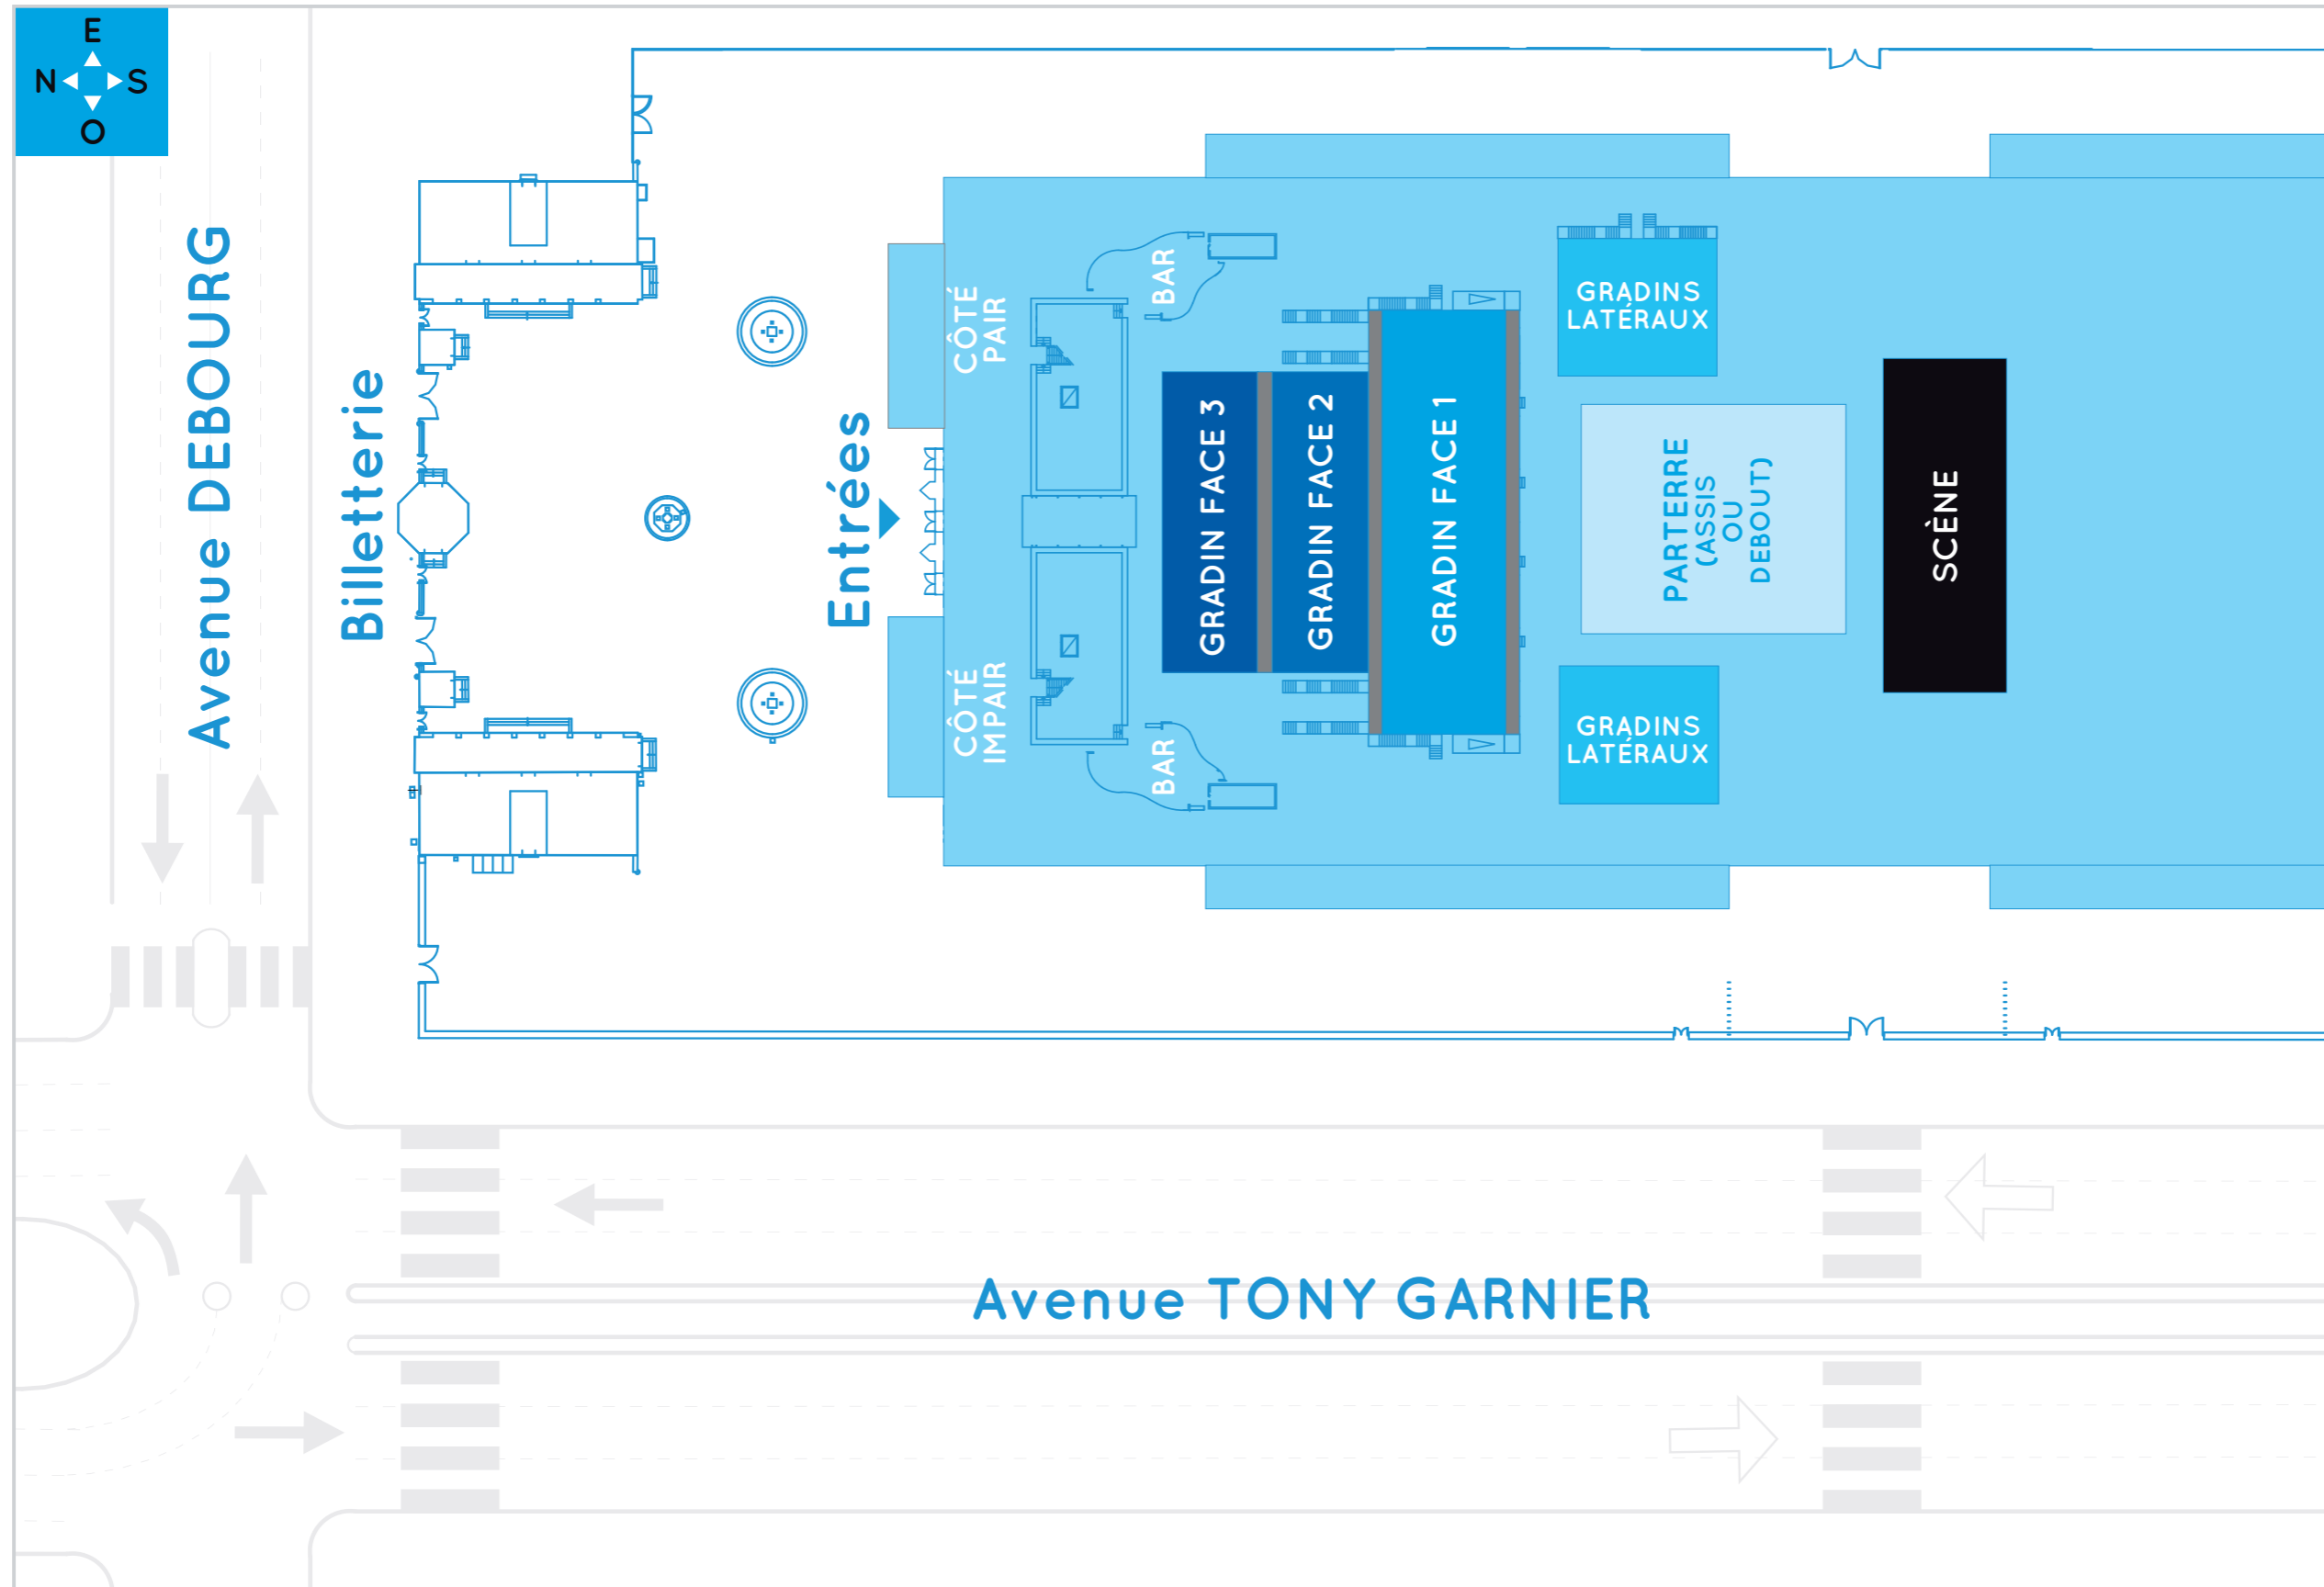 E
N
S
O
Avenue DEBOURG
Billetterie
Entrées
CÔTÉ
PAIR
CÔTÉ
IMPAIR
BAR
BAR
GRADIN FACE 3
GRADIN FACE 2
GRADIN FACE 1
GRADINS
LATÉRAUX
PARTERRE
(ASSIS
OU
DEBOUT)
GRADINS
LATÉRAUX
SCÈNE
Avenue TONY GARNIER